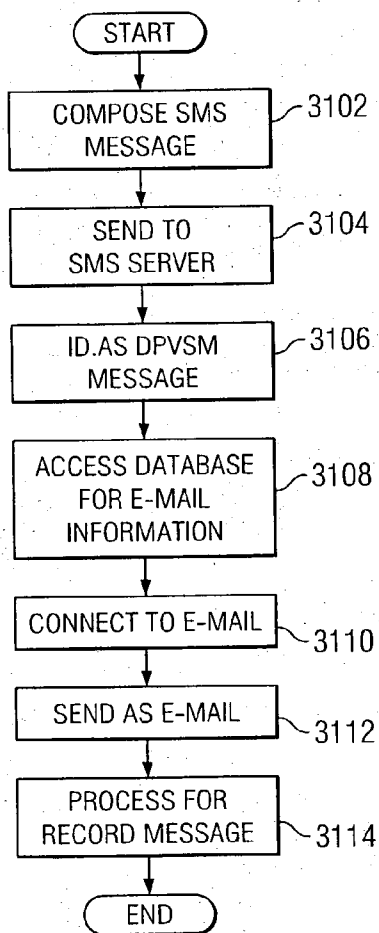 START
COMPOSE SMS
MESSAGE
3102
SEND TO
SMS SERVER
3104
ID.AS DPVSM
MESSAGE
3106
ACCESS DATABASE
FOR E-MAIL
INFORMATION
3108
CONNECT TO E-MAIL
3110
SEND AS E-MAIL
3112
PROCESS FOR
RECORD MESSAGE
3114
END